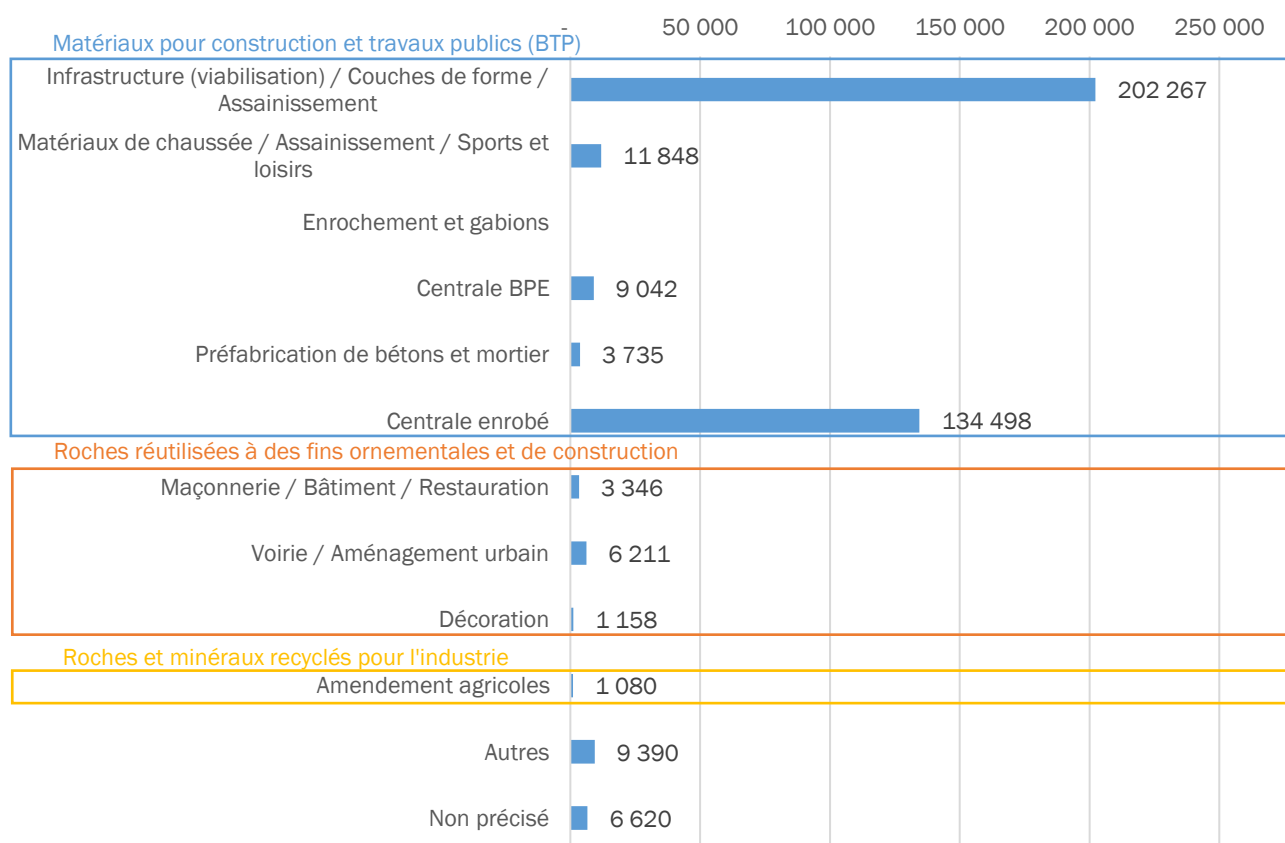 - 50 000 100 000 150 000 200 000 250 000
Matériaux pour construction et travaux publics (BTP)
Infrastructure (viabilisation) / Couches de forme /
Assainissement
202 267
Matériaux de chaussée / Assainissement / Sports et
loisirs
11 848
Enrochement et gabions
Centrale BPE 9 042
Préfabrication de bétons et mortier 3 735
Centrale enrobé 134 498
Roches réutilisées à des fins ornementales et de construction
Maçonnerie / Bâtiment / Restauration 3 346
Voirie / Aménagement urbain 6 211
Décoration 1 158
Roches et minéraux recyclés pour l'industrie
Amendement agricoles 1 080
Autres 9 390
Non précisé 6 620